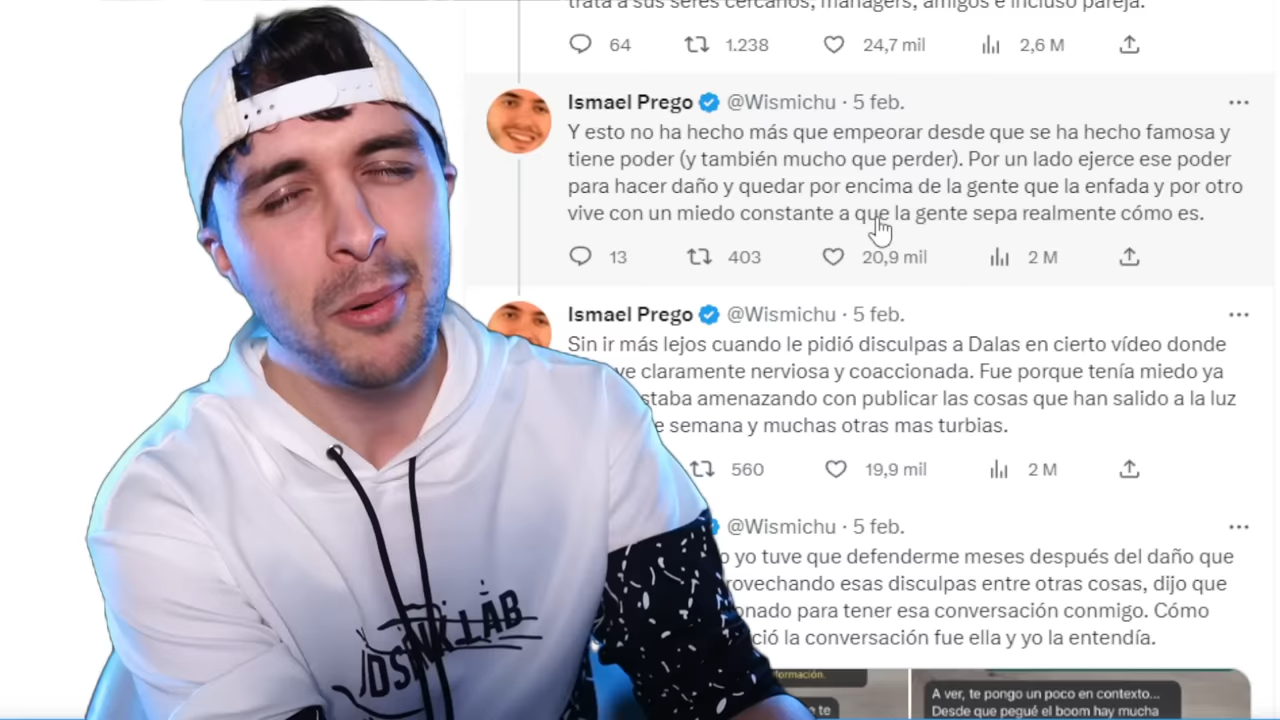 trata a sus seres cercanos, managers, amigos e incluso pareja.
64 1.238 24,7 mil 2,6 M
Ismael Prego @Wismichu · 5 feb.
Y esto no ha hecho más que empeorar desde que se ha hecho famosa y
tiene poder (y también mucho que perder). Por un lado ejerce ese poder
para hacer daño y quedar por encima de la gente que la enfada y por otro
vive con un miedo constante a que la gente sepa realmente cómo es.
13 403 20,9 mil 2 M
Ismael Prego @Wismichu · 5 feb.
Sin ir más lejos cuando le pidió disculpas a Dalas en cierto vídeo donde
claramente nerviosa y coaccionada. Fue porque tenía miedo ya
amenazando con publicar las cosas que han salido a la luz
semana y muchas otras mas turbias.
560 19,9 mil 2 M
@Wismichu · 5 feb.
yo tuve que defenderme meses después del daño que
esas disculpas entre otras cosas, dijo que
para tener esa conversación conmigo. Cómo
la conversación fue ella y yo la entendía.
A ver, te pongo un poco en contexto...
Desde que pegué el boom hay mucha
LAB